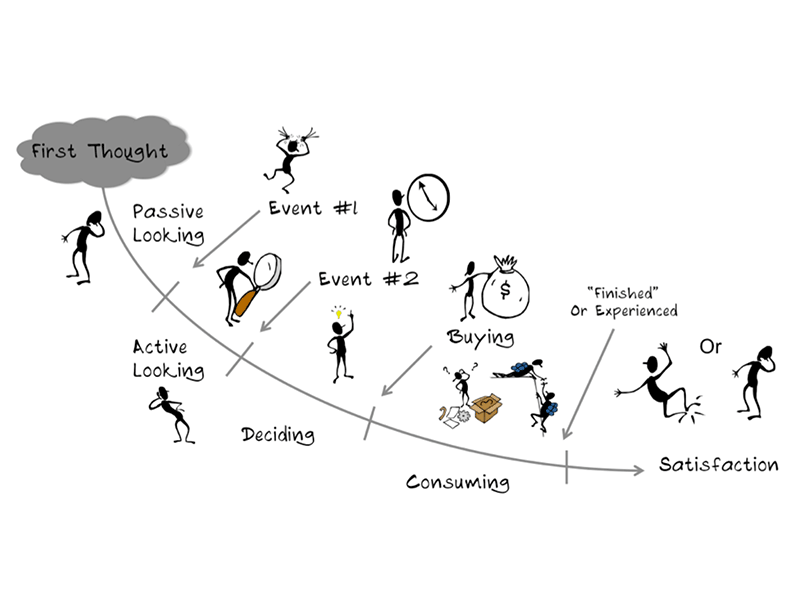 First Thought
Passive
Looking
Event #1
Event #2
Active
Looking
Deciding
$
Buying
? ?
Consuming
"Finished"
Or Experienced
Or
Satisfaction